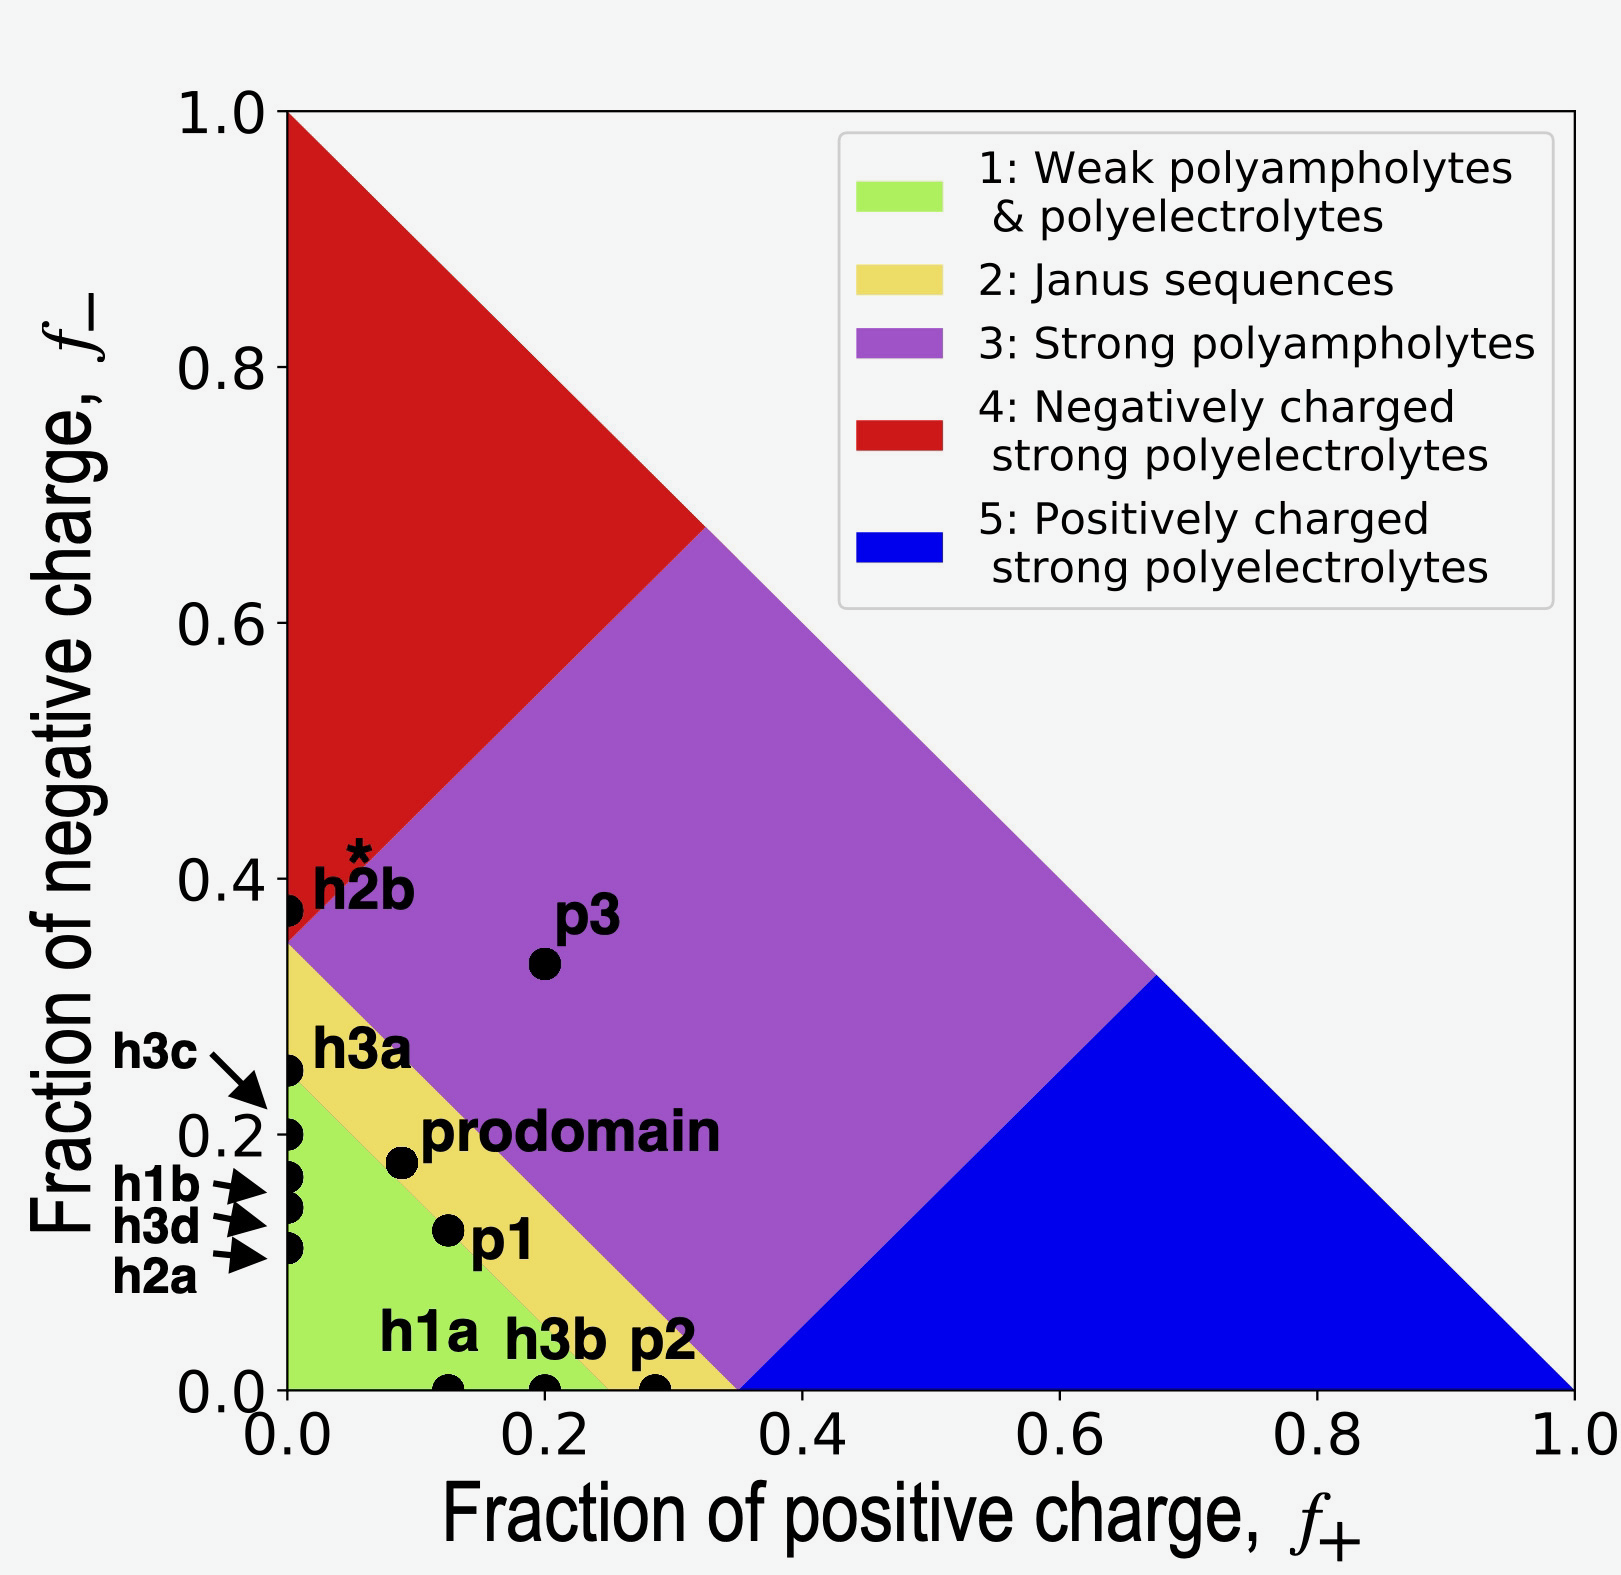 1.0
0.8
0.6
0.4
0.2
0.0
Fraction of negative charge, f−
1: Weak polyampholytes
& polyelectrolytes
2: Janus sequences
3: Strong polyampholytes
4: Negatively charged
strong polyelectrolytes
5: Positively charged
strong polyelectrolytes
*
h2b
p3
h3c
h3a
prodomain
h1b
h3d
h2a
p1
h1a
h3b
p2
0.0
0.2
0.4
0.6
0.8
1.0
Fraction of positive charge, f+